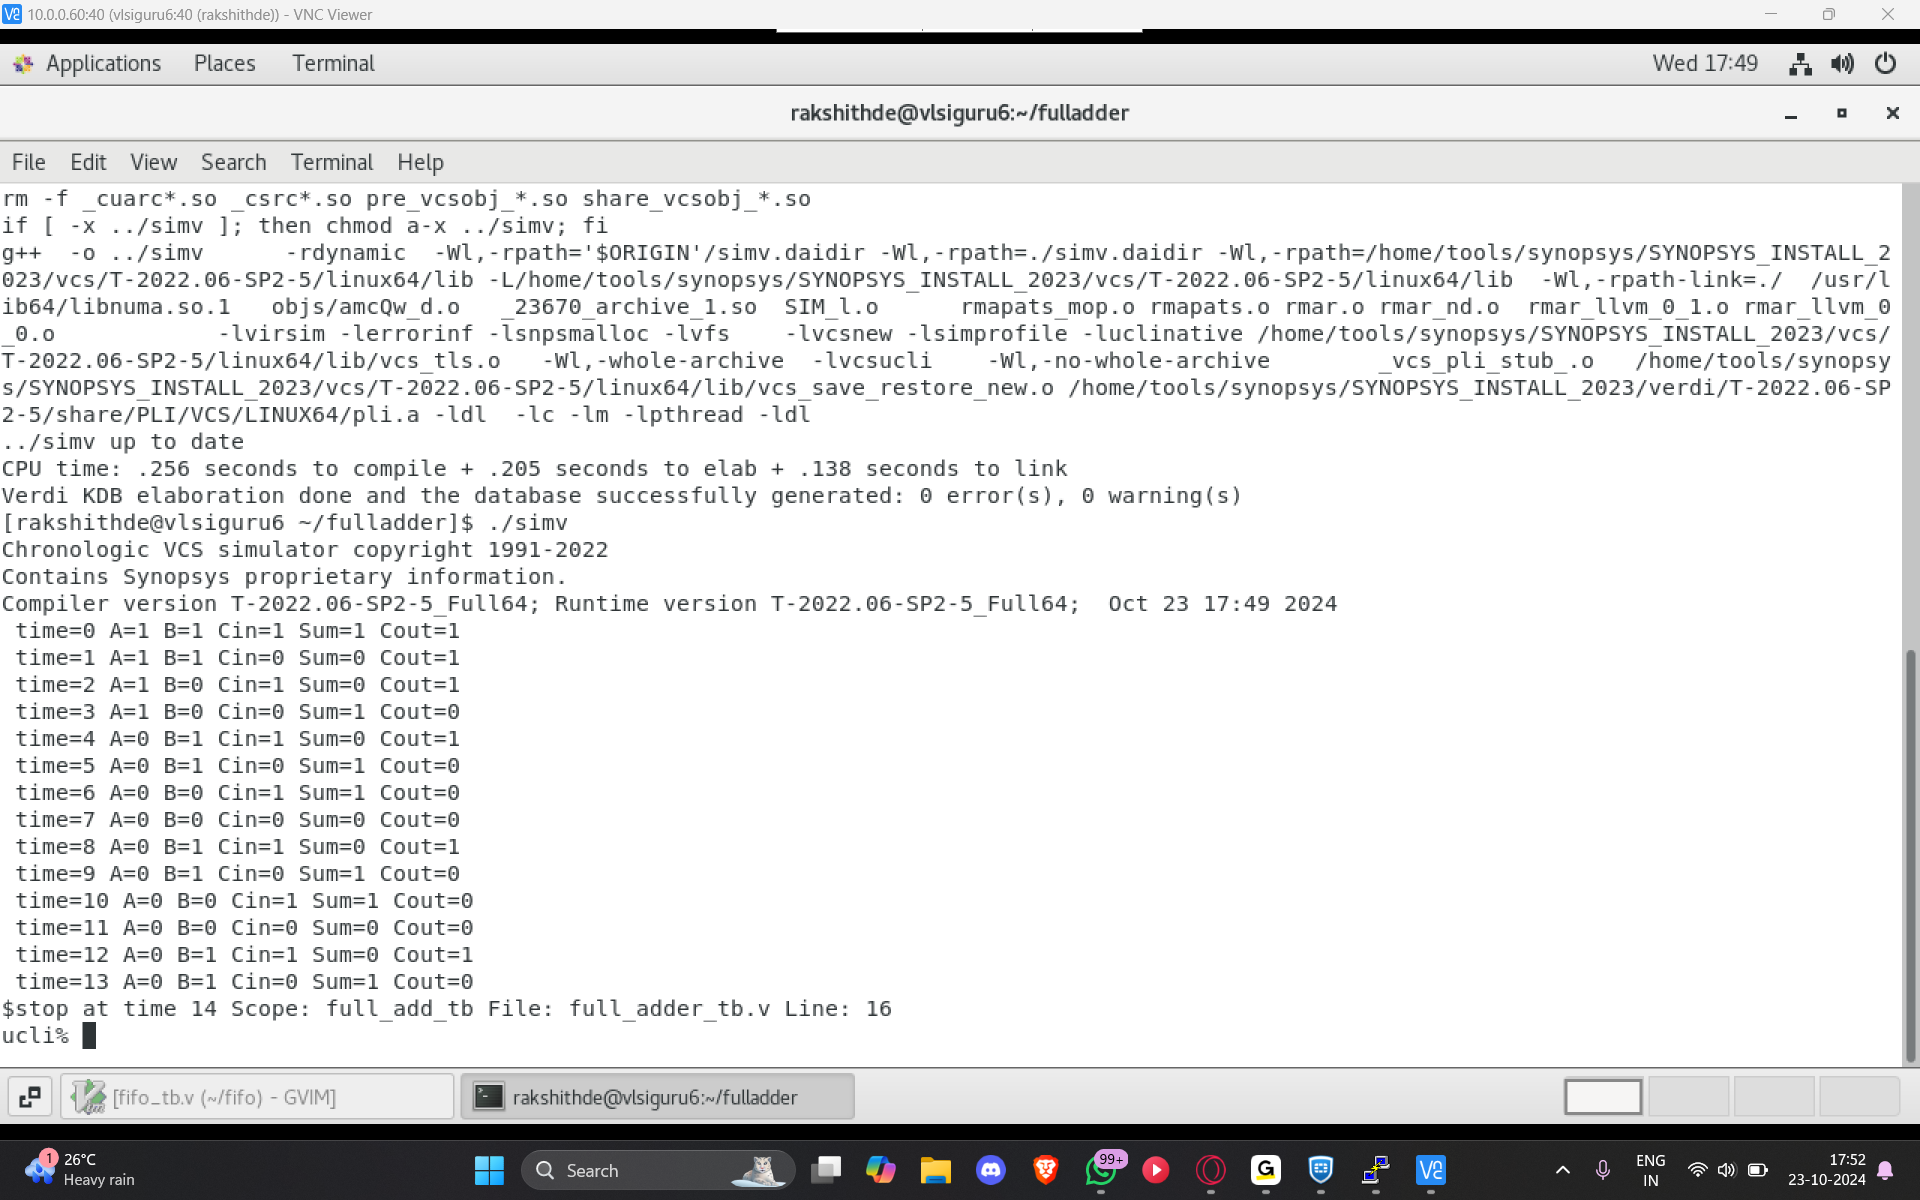 10.0.0.60:40 (vlsiguru6:40 (rakshithde)) - VNC Viewer
Applications Places Terminal Wed 17:49
rakshithde@vlsiguru6:~/fulladder
File Edit View Search Terminal Help
rm -f _cuarc*.so _csrc*.so pre_vcsobj_*.so share_vcsobj_*.so
if [ -x ../simv ]; then chmod a-x ../simv; fi
g++  -o ../simv      -rdynamic  -Wl,-rpath='$ORIGIN'/simv.daidir -Wl,-rpath=./simv.daidir -Wl,-rpath=/home/tools/synopsys/SYNOPSYS_INSTALL_2
023/vcs/T-2022.06-SP2-5/linux64/lib -L/home/tools/synopsys/SYNOPSYS_INSTALL_2023/vcs/T-2022.06-SP2-5/linux64/lib  -Wl,-rpath-link=./  /usr/l
ib64/libnuma.so.1   objs/amcQw_d.o   _23670_archive_1.so  SIM_l.o      rmapats_mop.o rmapats.o rmar.o rmar_nd.o  rmar_llvm_0_1.o rmar_llvm_0
_0.o            -lvirsim -lerrorinf -lsnpsmalloc -lvfs    -lvcsnew -lsimprofile -luclinative /home/tools/synopsys/SYNOPSYS_INSTALL_2023/vcs/
T-2022.06-SP2-5/linux64/lib/vcs_tls.o   -Wl,-whole-archive  -lvcsucli    -Wl,-no-whole-archive        _vcs_pli_stub_.o   /home/tools/synopsy
s/SYNOPSYS_INSTALL_2023/vcs/T-2022.06-SP2-5/linux64/lib/vcs_save_restore_new.o /home/tools/synopsys/SYNOPSYS_INSTALL_2023/verdi/T-2022.06-SP
2-5/share/PLI/VCS/LINUX64/pli.a -ldl  -lc -lm -lpthread -ldl
../simv up to date
CPU time: .256 seconds to compile + .205 seconds to elab + .138 seconds to link
Verdi KDB elaboration done and the database successfully generated: 0 error(s), 0 warning(s)
[rakshithde@vlsiguru6 ~/fulladder]$ ./simv
Chronologic VCS simulator copyright 1991-2022
Contains Synopsys proprietary information.
Compiler version T-2022.06-SP2-5_Full64; Runtime version T-2022.06-SP2-5_Full64;  Oct 23 17:49 2024
time=0 A=1 B=1 Cin=1 Sum=1 Cout=1
time=1 A=1 B=1 Cin=0 Sum=0 Cout=1
time=2 A=1 B=0 Cin=1 Sum=0 Cout=1
time=3 A=1 B=0 Cin=0 Sum=1 Cout=0
time=4 A=0 B=1 Cin=1 Sum=0 Cout=1
time=5 A=0 B=1 Cin=0 Sum=1 Cout=0
time=6 A=0 B=0 Cin=1 Sum=1 Cout=0
time=7 A=0 B=0 Cin=0 Sum=0 Cout=0
time=8 A=0 B=1 Cin=1 Sum=0 Cout=1
time=9 A=0 B=1 Cin=0 Sum=1 Cout=0
time=10 A=0 B=0 Cin=1 Sum=1 Cout=0
time=11 A=0 B=0 Cin=0 Sum=0 Cout=0
time=12 A=0 B=1 Cin=1 Sum=0 Cout=1
time=13 A=0 B=1 Cin=0 Sum=1 Cout=0
$stop at time 14 Scope: full_add_tb File: full_adder_tb.v Line: 16
ucli%
[fifo_tb.v (~/fifo) - GVIM] rakshithde@vlsiguru6:~/fulladder
1 26°C
Heavy rain
Search
99+
ENG
IN
17:52
23-10-2024